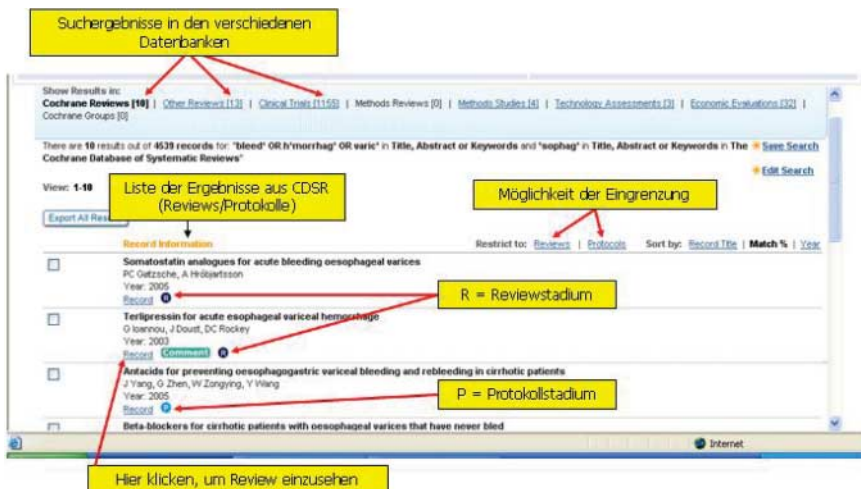 Suchergebnisse in den verschiedenen
Datenbanken
Show Results in:
Cochrane Reviews [10] | Other Reviews [13] | Clinical Trials [1155] | Methods Reviews [0] | Methods Studies [4] | Technology Assessments [3] | Economic Evaluations [32] |
Cochrane Groups [0]
There are 10 results out of 4539 records for: "bleed* OR h*morrhag* OR varic* in Title, Abstract or Keywords and *sophag* in Title, Abstract or Keywords in The
Cochrane Database of Systematic Reviews"
Save Search
Edit Search
View: 1-10
Liste der Ergebnisse aus CDSR
(Reviews/Protokolle)
Möglichkeit der Eingrenzung
Export All
Record Information
Restrict to: Reviews | Protocols Sort by: Record Title | Match % | Year
Somatostatin analogues for acute bleeding oesophageal varices
PC Gøtzsche, A Hróbjartsson
Year: 2005
Record R
R = Reviewstadium
Terlipressin for acute esophageal variceal hemorrhage
G Ioannou, J Doust, DC Rockey
Year: 2003
Record Comment R
Antacids for preventing oesophagogastric variceal bleeding and rebleeding in cirrhotic patients
J Yang, G Zhen, W Zongying, Y Wang
Year: 2005
Record P
P = Protokollstadium
Beta-blockers for cirrhotic patients with oesophageal varices that have never bled
Internet
Hier klicken, um Review einzusehen